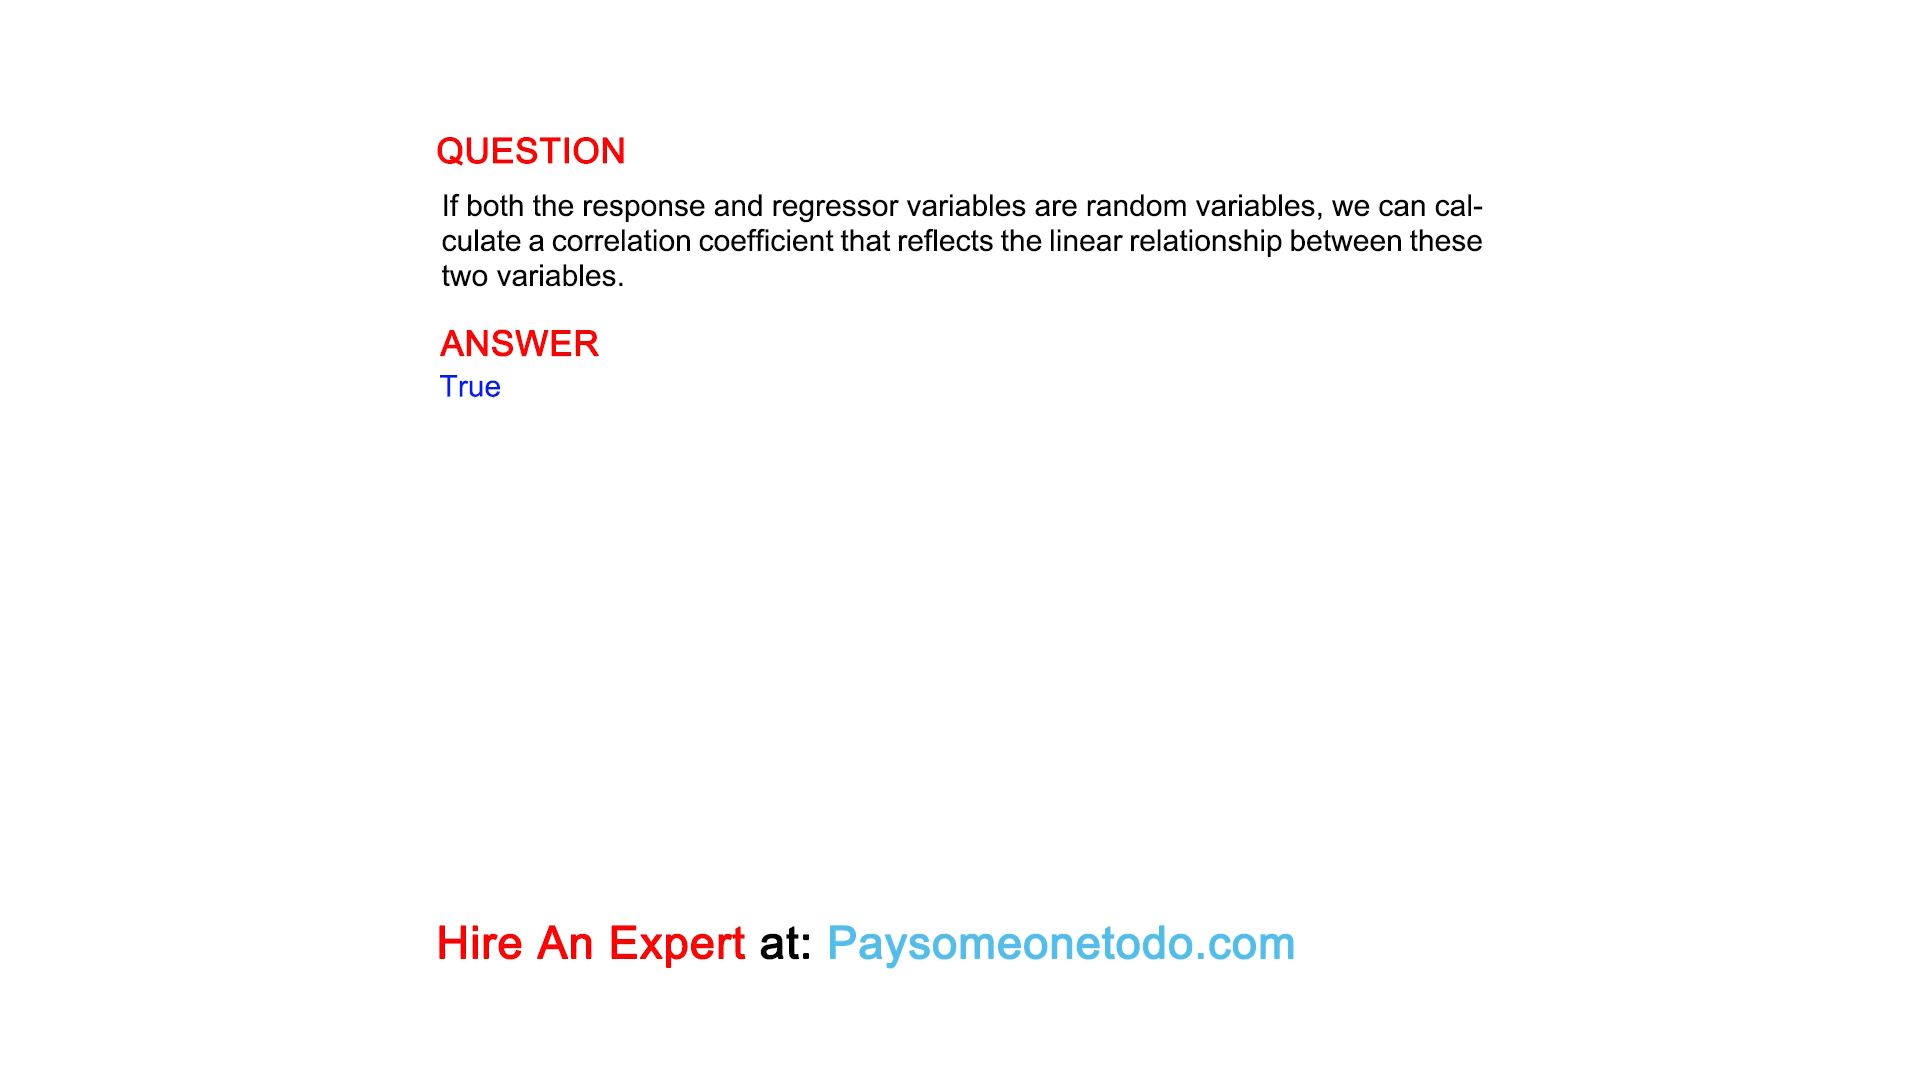 QUESTION
If both the response and regressor variables are random variables, we can cal-
culate a correlation coefficient that reflects the linear relationship between these
two variables.
ANSWER
True
Hire An Expert at: Paysomeonetodo.com